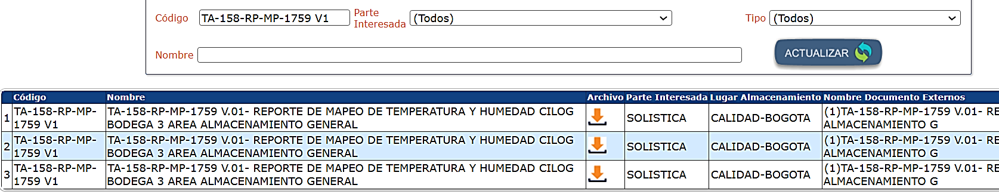 Código TA-158-RP-MP-1759 V1 Parte Interesada (Todos) Tipo (Todos)
Nombre ACTUALIZAR
Código Nombre Archivo Parte Interesada Lugar Almacenamiento Nombre Documento Externos
1 TA-158-RP-MP- TA-158-RP-MP-1759 V.01- REPORTE DE MAPEO DE TEMPERATURA Y HUMEDAD CILOG SOLISTICA CALIDAD-BOGOTA (1)TA-158-RP-MP-1759 V.01- RE
1759 V1 BODEGA 3 AREA ALMACENAMIENTO GENERAL ALMACENAMIENTO G
2 TA-158-RP-MP- TA-158-RP-MP-1759 V.01- REPORTE DE MAPEO DE TEMPERATURA Y HUMEDAD CILOG SOLISTICA CALIDAD-BOGOTA (1)TA-158-RP-MP-1759 V.01- RE
1759 V1 BODEGA 3 AREA ALMACENAMIENTO GENERAL ALMACENAMIENTO G
3 TA-158-RP-MP- TA-158-RP-MP-1759 V.01- REPORTE DE MAPEO DE TEMPERATURA Y HUMEDAD CILOG SOLISTICA CALIDAD-BOGOTA (1)TA-158-RP-MP-1759 V.01- RE
1759 V1 BODEGA 3 AREA ALMACENAMIENTO GENERAL ALMACENAMIENTO G